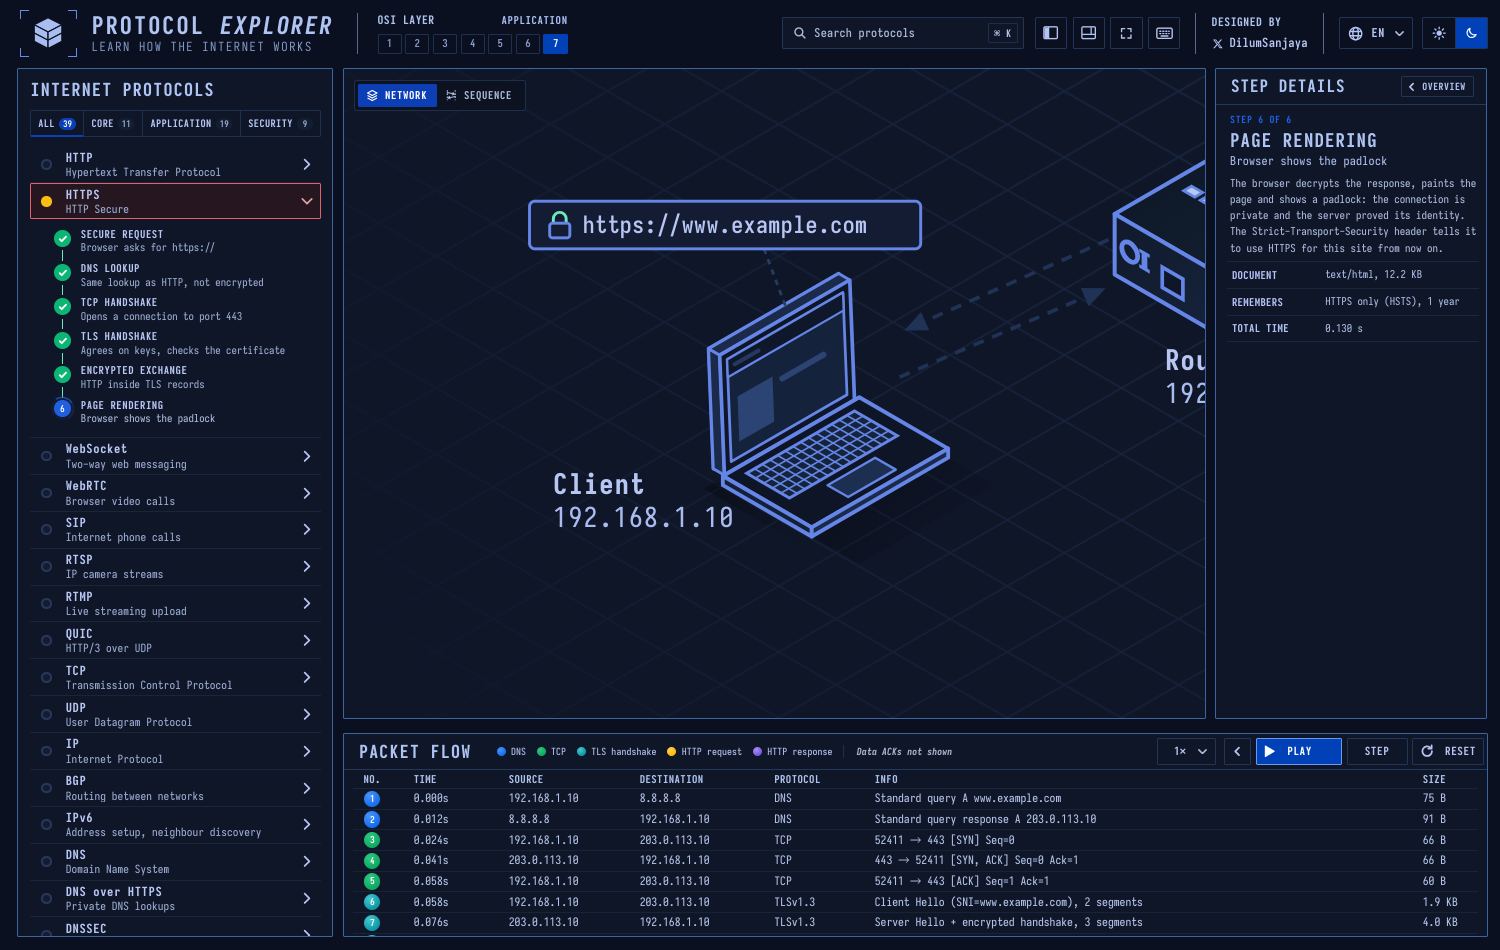 PROTOCOL EXPLORER
LEARN HOW THE INTERNET WORKS
OSI LAYER APPLICATION
1 2 3 4 5 6 7
Search protocols ⌘ K
DESIGNED BY
DilumSanjaya
EN
INTERNET PROTOCOLS
ALL 39 CORE 11 APPLICATION 19 SECURITY 9
HTTP
Hypertext Transfer Protocol
HTTPS
HTTP Secure
SECURE REQUEST
Browser asks for https://
DNS LOOKUP
Same lookup as HTTP, not encrypted
TCP HANDSHAKE
Opens a connection to port 443
TLS HANDSHAKE
Agrees on keys, checks the certificate
ENCRYPTED EXCHANGE
HTTP inside TLS records
6 PAGE RENDERING
Browser shows the padlock
WebSocket
Two-way web messaging
WebRTC
Browser video calls
SIP
Internet phone calls
RTSP
IP camera streams
RTMP
Live streaming upload
QUIC
HTTP/3 over UDP
TCP
Transmission Control Protocol
UDP
User Datagram Protocol
IP
Internet Protocol
BGP
Routing between networks
IPv6
Address setup, neighbour discovery
DNS
Domain Name System
DNS over HTTPS
Private DNS lookups
DNSSEC
NETWORK SEQUENCE
https://www.example.com
Client
192.168.1.10
Rou
192
STEP DETAILS OVERVIEW
STEP 6 OF 6
PAGE RENDERING
Browser shows the padlock
The browser decrypts the response, paints the
page and shows a padlock: the connection is
private and the server proved its identity.
The Strict-Transport-Security header tells it
to use HTTPS for this site from now on.
DOCUMENT text/html, 12.2 KB
REMEMBERS HTTPS only (HSTS), 1 year
TOTAL TIME 0.130 s
PACKET FLOW DNS TCP TLS handshake HTTP request HTTP response Data ACKs not shown 1× PLAY STEP RESET
NO. TIME SOURCE DESTINATION PROTOCOL INFO SIZE
1 0.000s 192.168.1.10 8.8.8.8 DNS Standard query A www.example.com 75 B
2 0.012s 8.8.8.8 192.168.1.10 DNS Standard query response A 203.0.113.10 91 B
3 0.024s 192.168.1.10 203.0.113.10 TCP 52411 → 443 [SYN] Seq=0 66 B
4 0.041s 203.0.113.10 192.168.1.10 TCP 443 → 52411 [SYN, ACK] Seq=0 Ack=1 66 B
5 0.058s 192.168.1.10 203.0.113.10 TCP 52411 → 443 [ACK] Seq=1 Ack=1 60 B
6 0.058s 192.168.1.10 203.0.113.10 TLSv1.3 Client Hello (SNI=www.example.com), 2 segments 1.9 KB
7 0.076s 203.0.113.10 192.168.1.10 TLSv1.3 Server Hello + encrypted handshake, 3 segments 4.0 KB